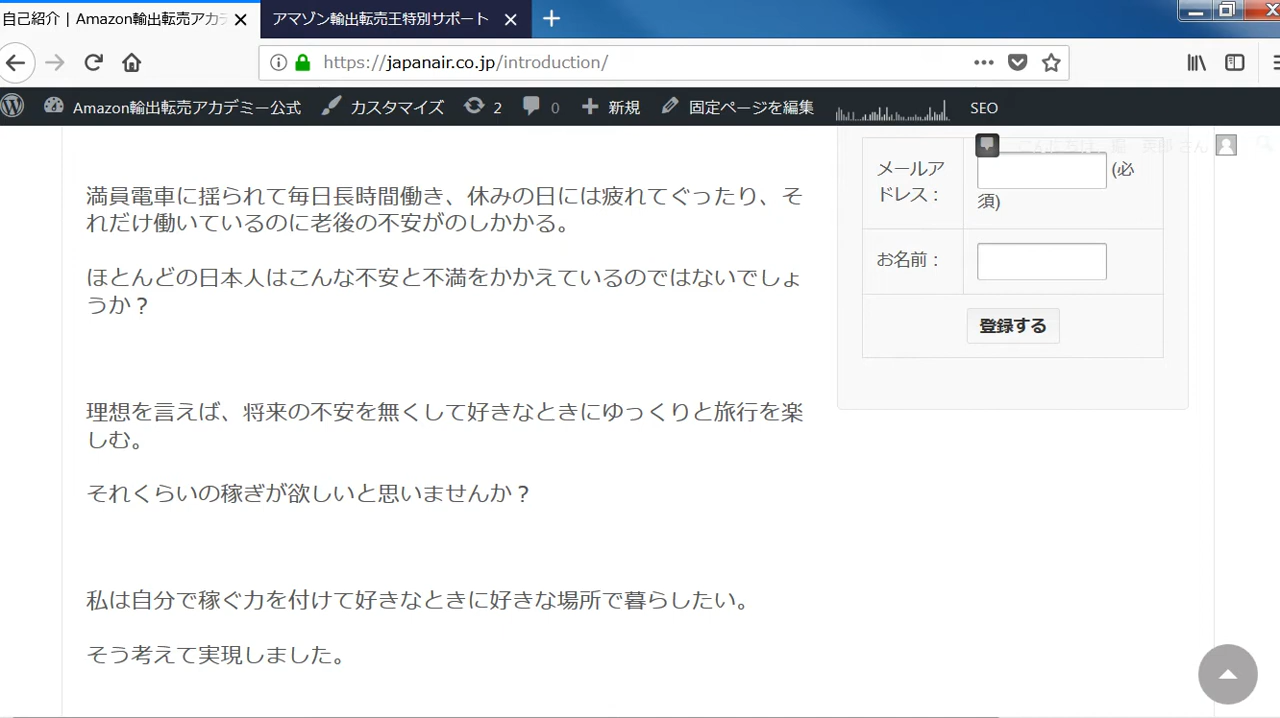 自己紹介 | Amazon輸出転売アカデ
アマゾン輸出転売王特別サポート
https://japanair.co.jp/introduction/
Amazon輸出転売アカデミー公式
カスタマイズ
2
0
新規
固定ページを編集
SEO
満員電車に揺られて毎日長時間働き、休みの日には疲れてぐったり、そ
れだけ働いているのに老後の不安がのしかかる。
ほとんどの日本人はこんな不安と不満をかかえているのではないでしょ
うか？
理想を言えば、将来の不安を無くして好きなときにゆっくりと旅行を楽
しむ。
それくらいの稼ぎが欲しいと思いませんか？
私は自分で稼ぐ力を付けて好きなときに好きな場所で暮らしたい。
そう考えて実現しました。
メールア
ドレス：
(必
須)
お名前：
登録する